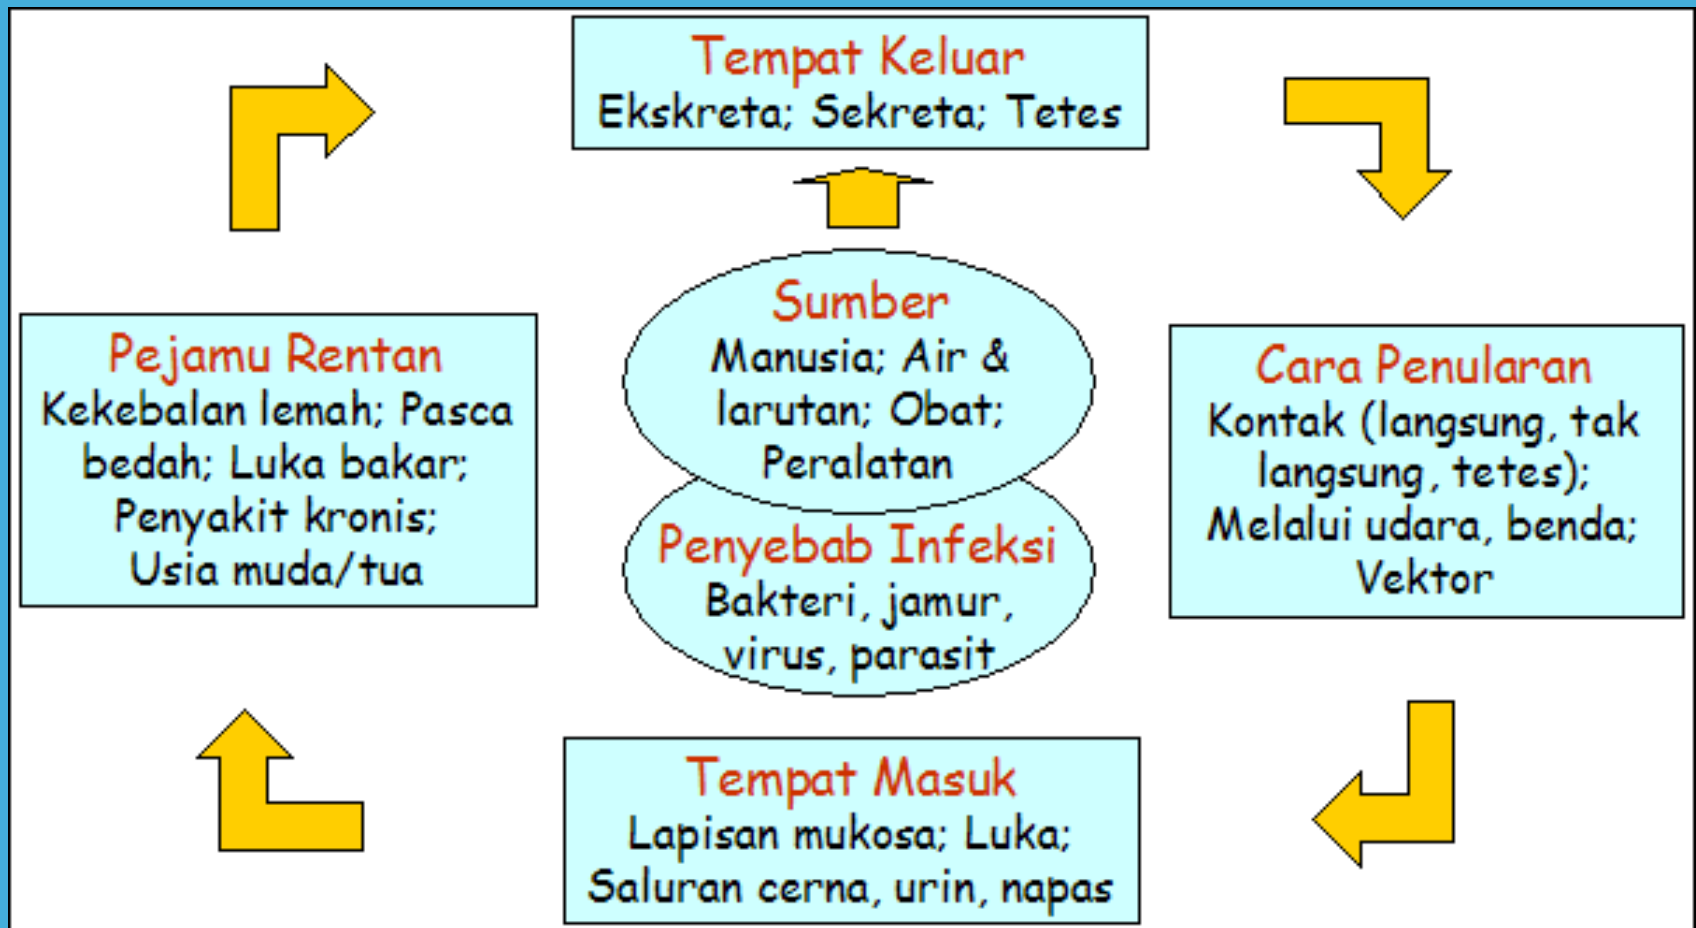 Tempat Keluar
Ekskreta; Sekreta; Tetes
Sumber
Manusia; Air &
larutan; Obat;
Peralatan
Penyebab Infeksi
Bakteri, jamur,
virus, parasit
Pejamu Rentan
Kekebalan lemah; Pasca
bedah; Luka bakar;
Penyakit kronis;
Usia muda/tua
Cara Penularan
Kontak (langsung, tak
langsung, tetes);
Melalui udara, benda;
Vektor
Tempat Masuk
Lapisan mukosa; Luka;
Saluran cerna, urin, napas